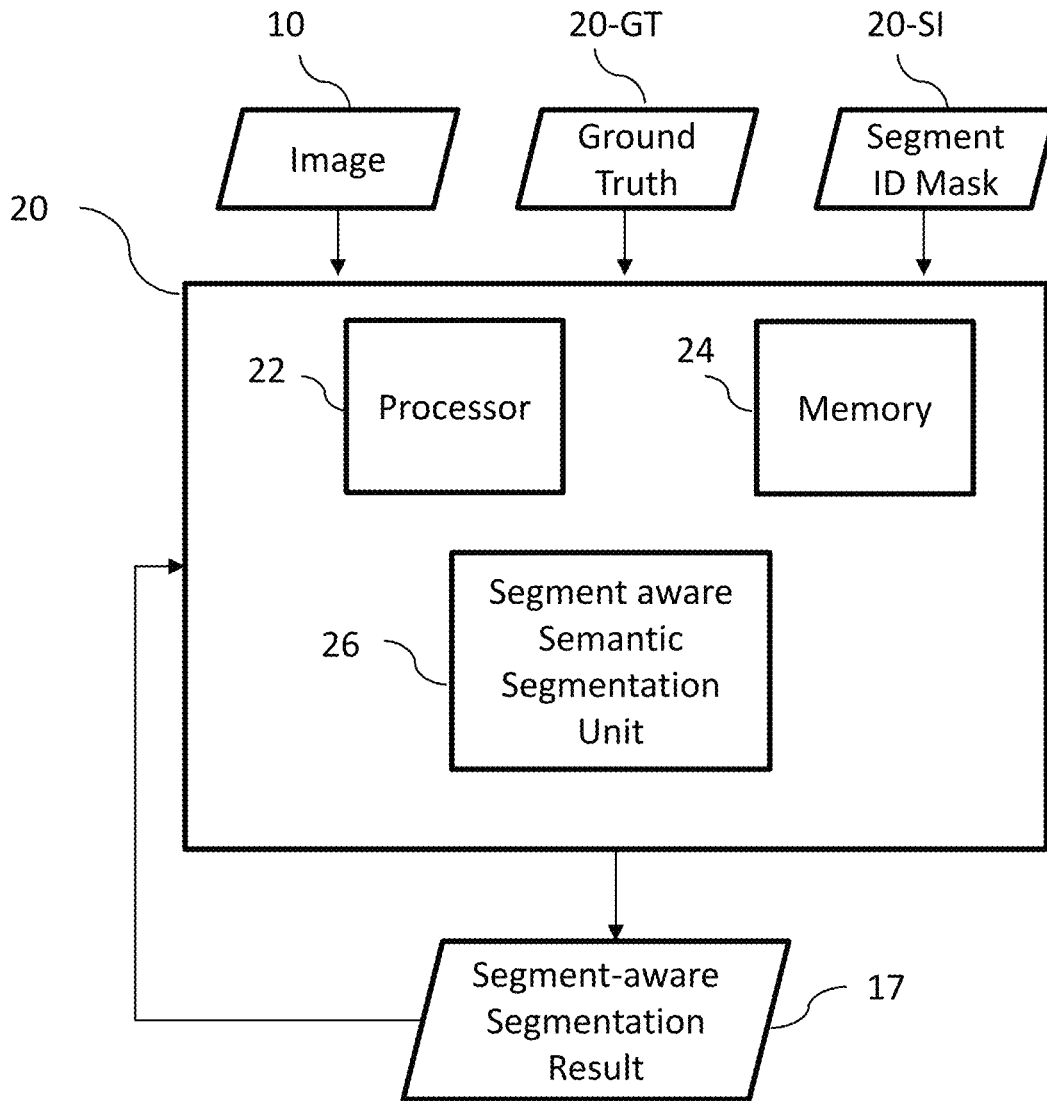 10
20-GT
20-SI
Image
Ground
Truth
Segment
ID Mask
20
22
Processor
24
Memory
26
Segment aware
Semantic
Segmentation
Unit
Segment-aware
Segmentation
Result
17